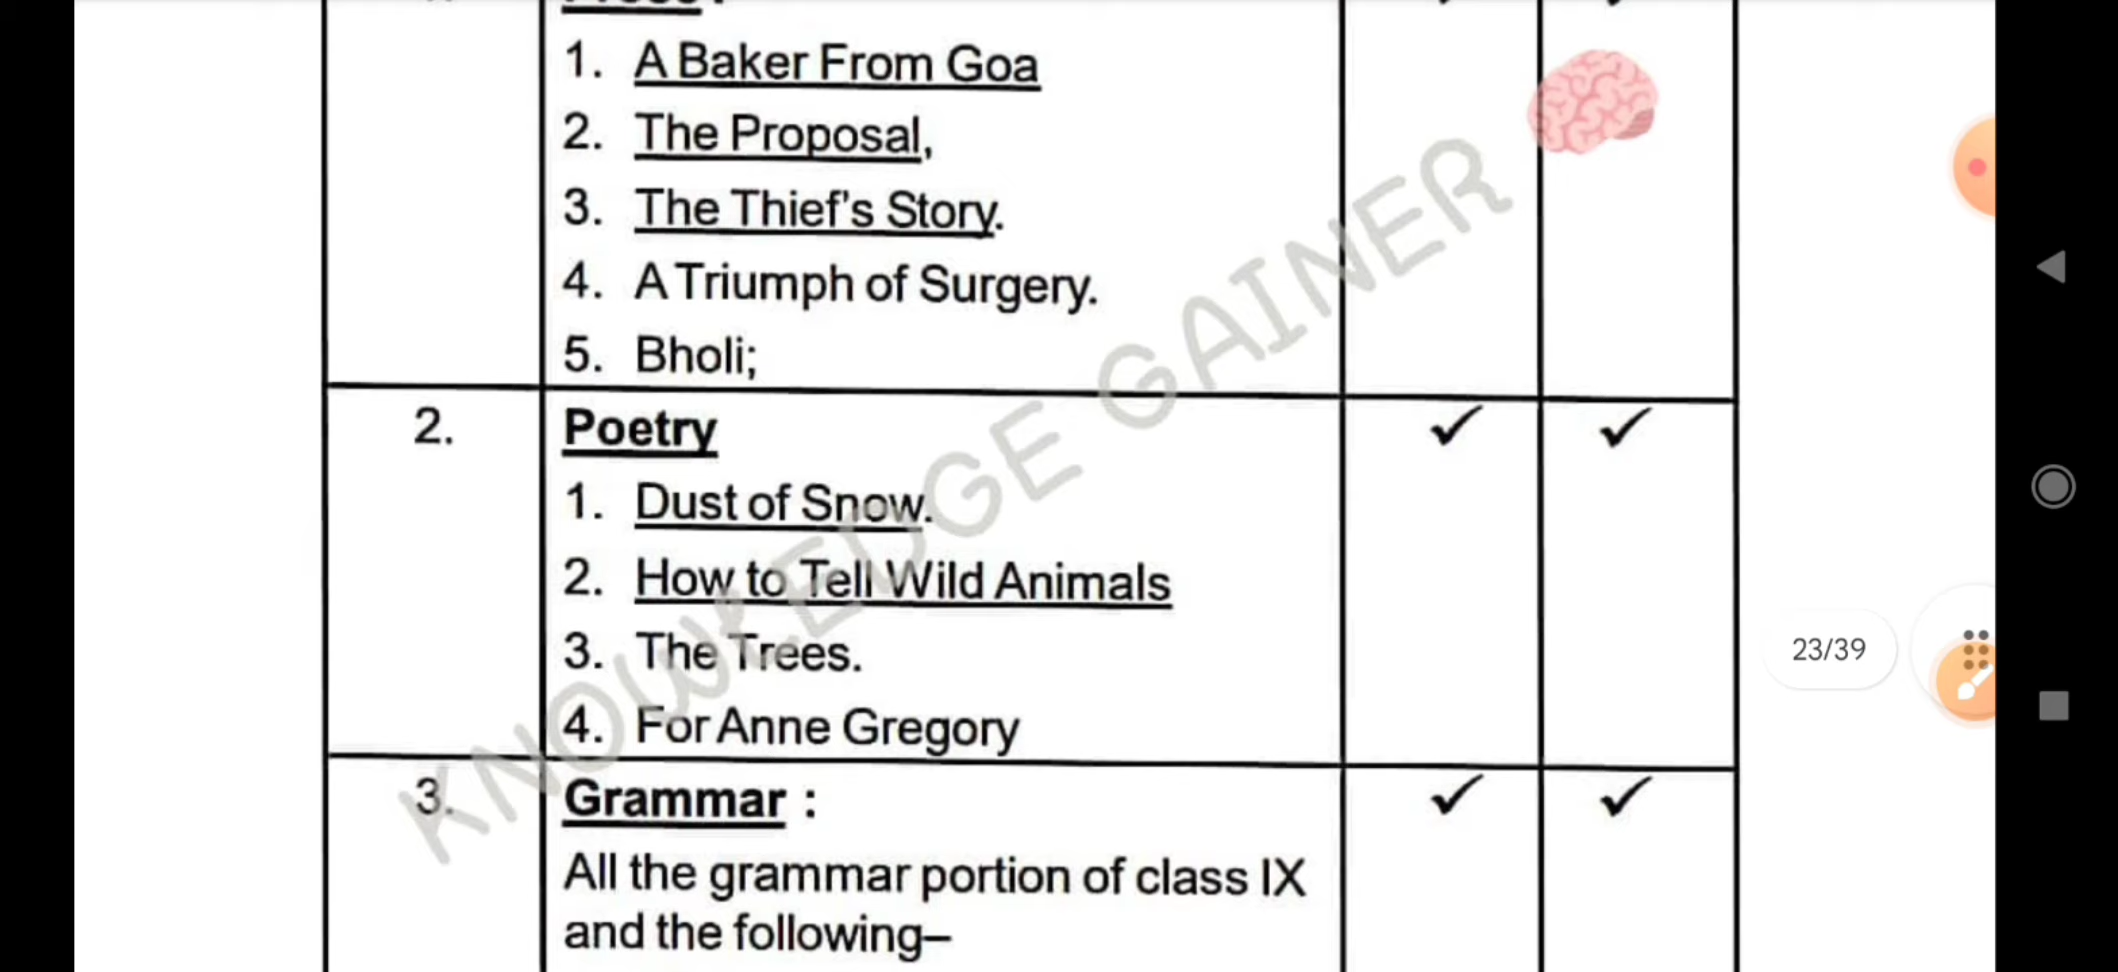 1. A Baker From Goa
2. The Proposal,
3. The Thief's Story.
4. A Triumph of Surgery.
5. Bholi;
2. Poetry
1. Dust of Snow.
2. How to Tell Wild Animals
3. The Trees.
4. For Anne Gregory
3. Grammar :
All the grammar portion of class IX
and the following–
KNOWLEDGE GAINER
23/39